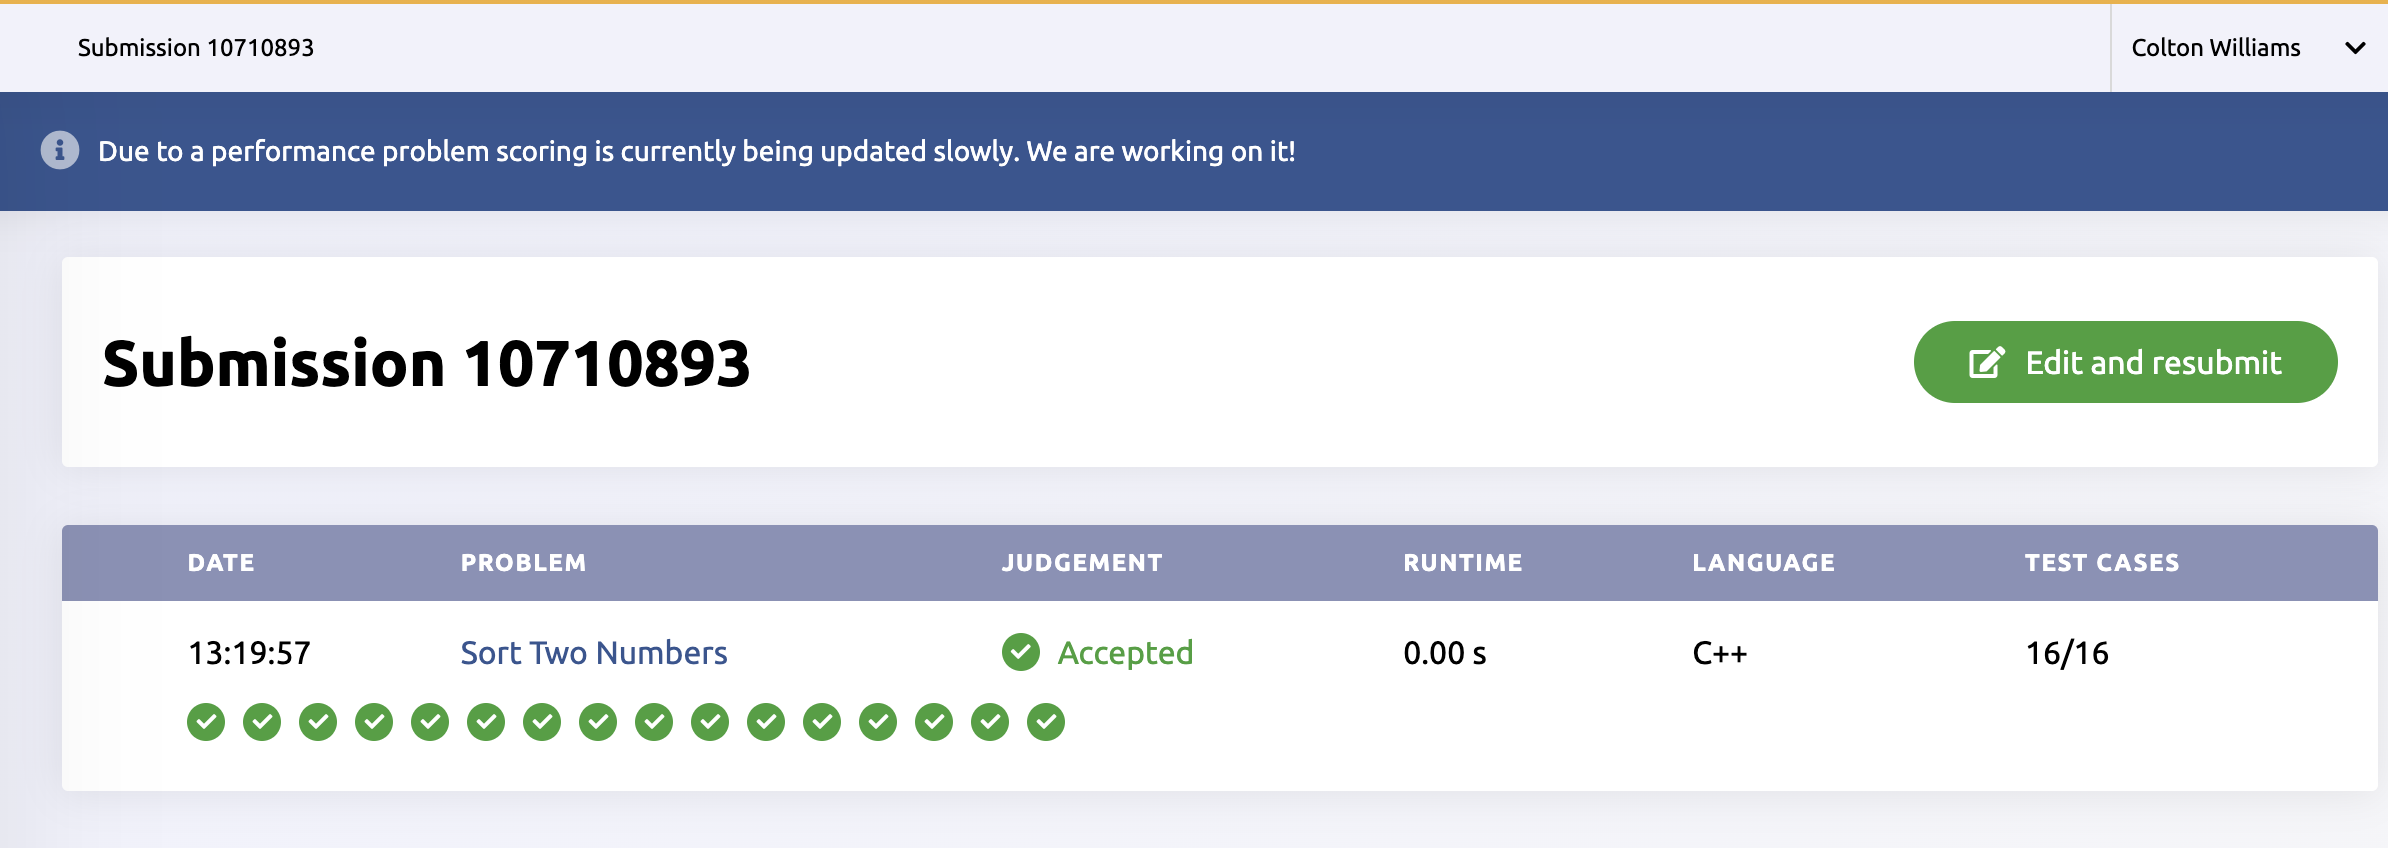 Submission 10710893
Colton Williams
Due to a performance problem scoring is currently being updated slowly. We are working on it!
Submission 10710893
Edit and resubmit
DATE PROBLEM JUDGEMENT RUNTIME LANGUAGE TEST CASES
13:19:57 Sort Two Numbers Accepted 0.00 s C++ 16/16